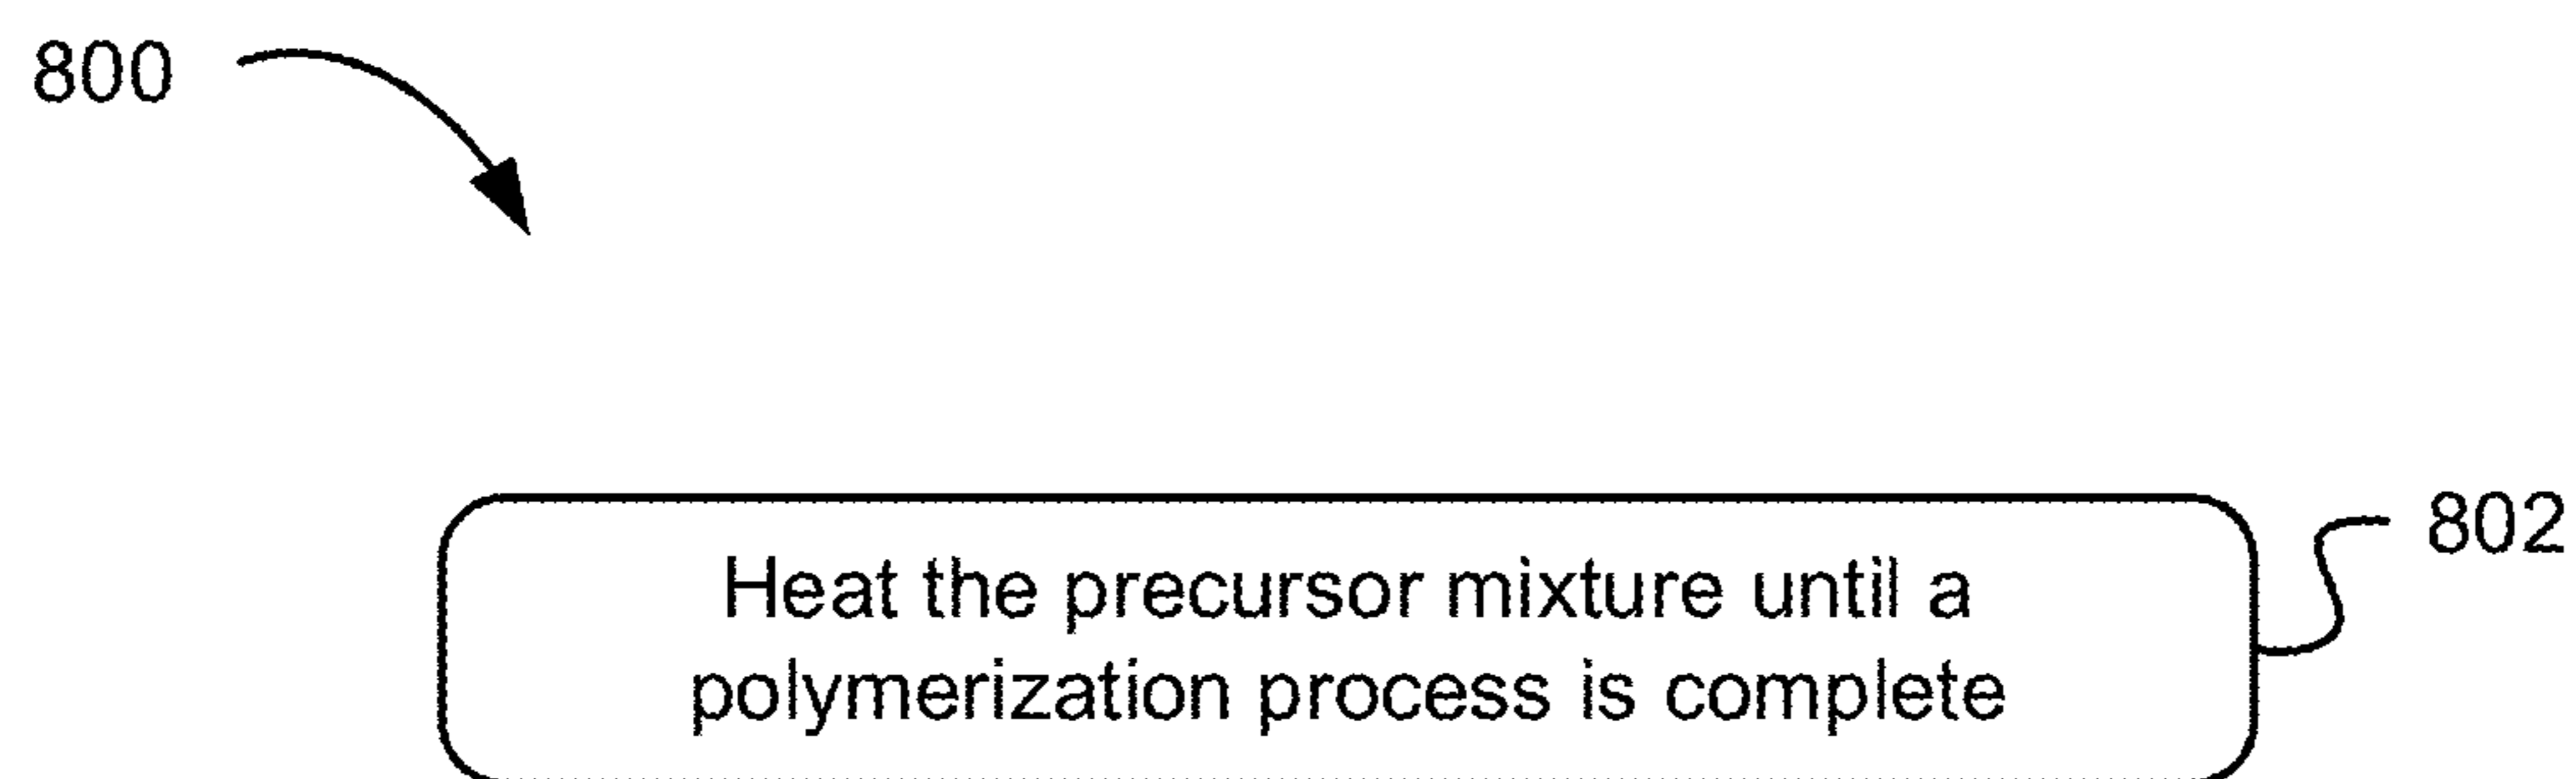 800
802
Heat the precursor mixture until a
polymerization process is complete